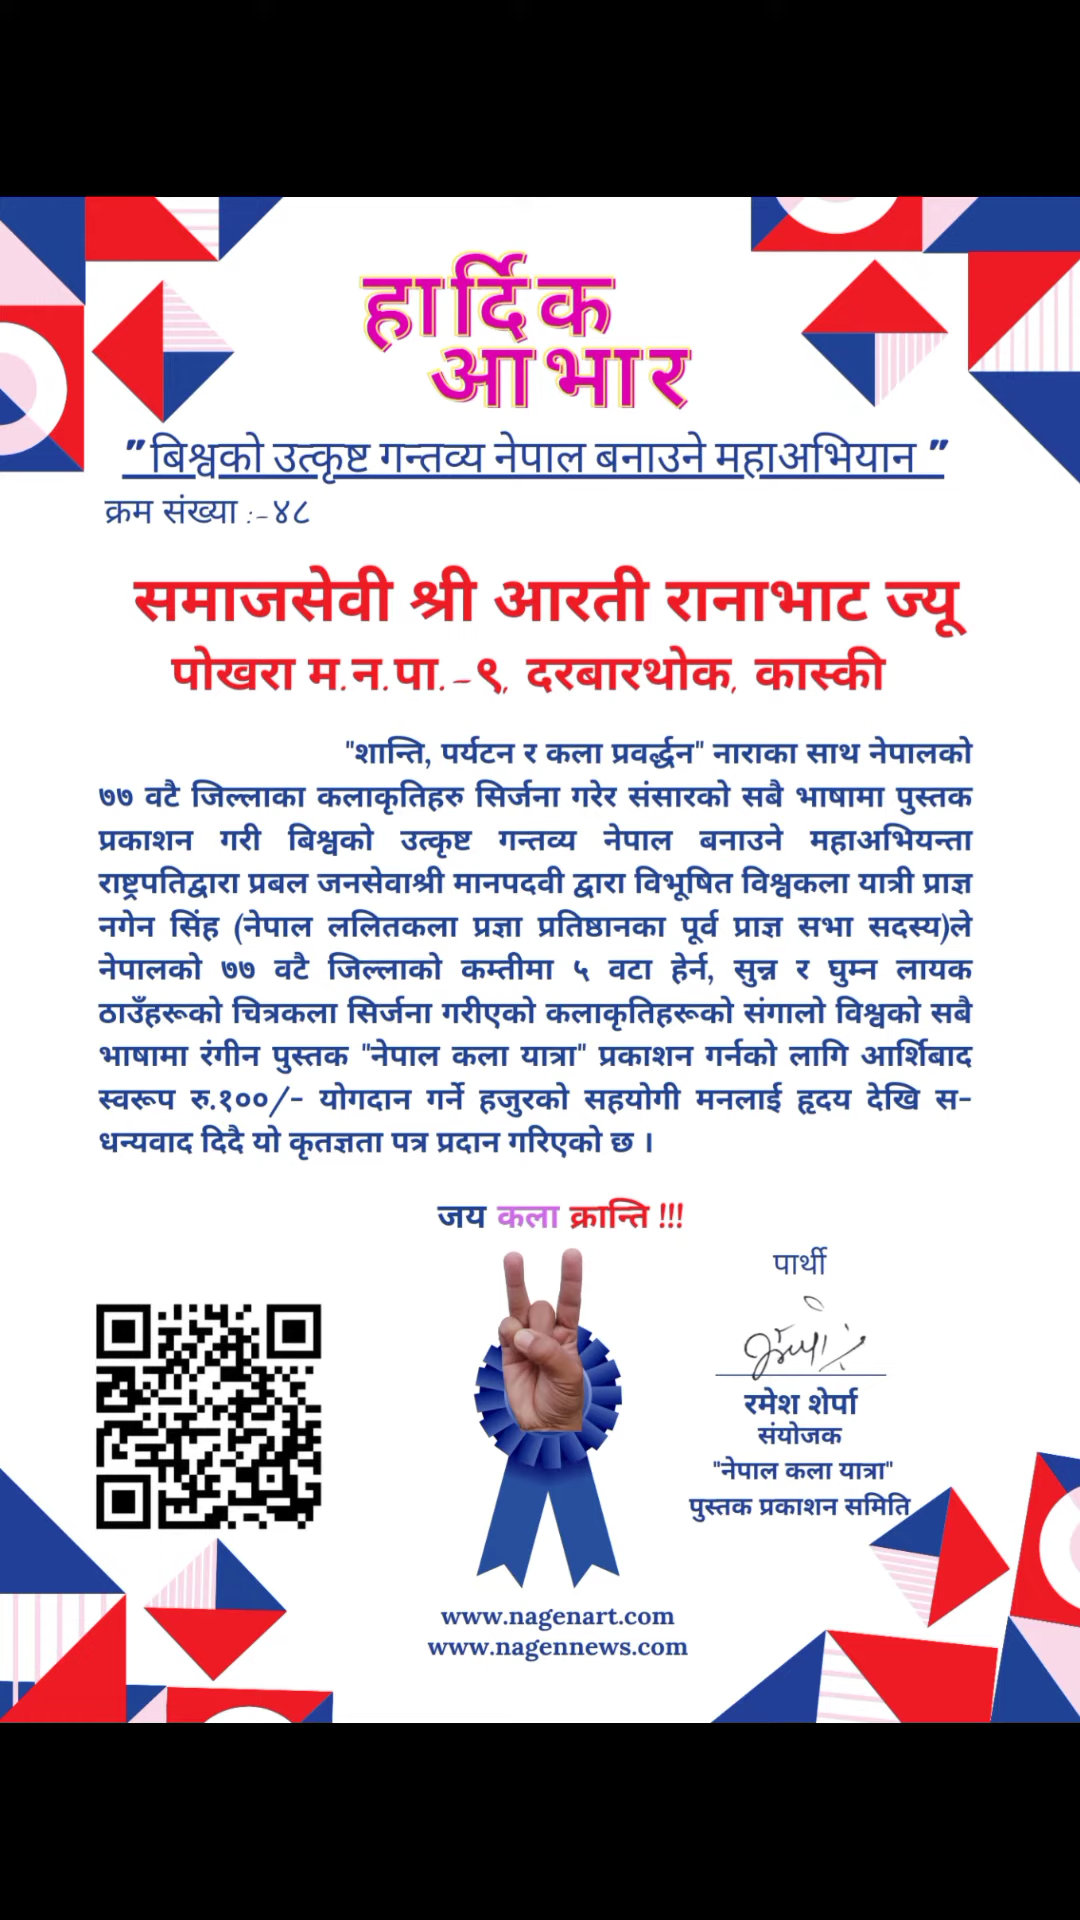 हार्दिक
आभार
"बिश्वको उत्कृष्ट गन्तव्य नेपाल बनाउने महाअभियान"
क्रम संख्या :-४८
समाजसेवी श्री आरती रानाभाट ज्यू
पोखरा म.न.पा.-९, दरबारथोक, कास्की
"शान्ति, पर्यटन र कला प्रवर्द्धन" नाराका साथ नेपालको
७७ वटै जिल्लाका कलाकृतिहरु सिर्जना गरेर संसारको सबै भाषामा पुस्तक
प्रकाशन गरी बिश्वको उत्कृष्ट गन्तव्य नेपाल बनाउने महाअभियन्ता
राष्ट्रपतिद्वारा प्रबल जनसेवाश्री मानपदवी द्वारा विभूषित विश्वकला यात्री प्राज्ञ
नगेन सिंह (नेपाल ललितकला प्रज्ञा प्रतिष्ठानका पूर्व प्राज्ञ सभा सदस्य)ले
नेपालको ७७ वटै जिल्लाको कम्तीमा ५ वटा हेर्न, सुन्न र घुम्न लायक
ठाउँहरूको चित्रकला सिर्जना गरीएको कलाकृतिहरूको संगालो विश्वको सबै
भाषामा रंगीन पुस्तक "नेपाल कला यात्रा" प्रकाशन गर्नको लागि आर्शिबाद
स्वरूप रु.१००/- योगदान गर्ने हजुरको सहयोगी मनलाई हृदय देखि स-
धन्यवाद दिदै यो कृतज्ञता पत्र प्रदान गरिएको छ ।
जय कला क्रान्ति !!!
पार्थी
रमेश शेर्पा
संयोजक
"नेपाल कला यात्रा"
पुस्तक प्रकाशन समिति
www.nagenart.com
www.nagennews.com